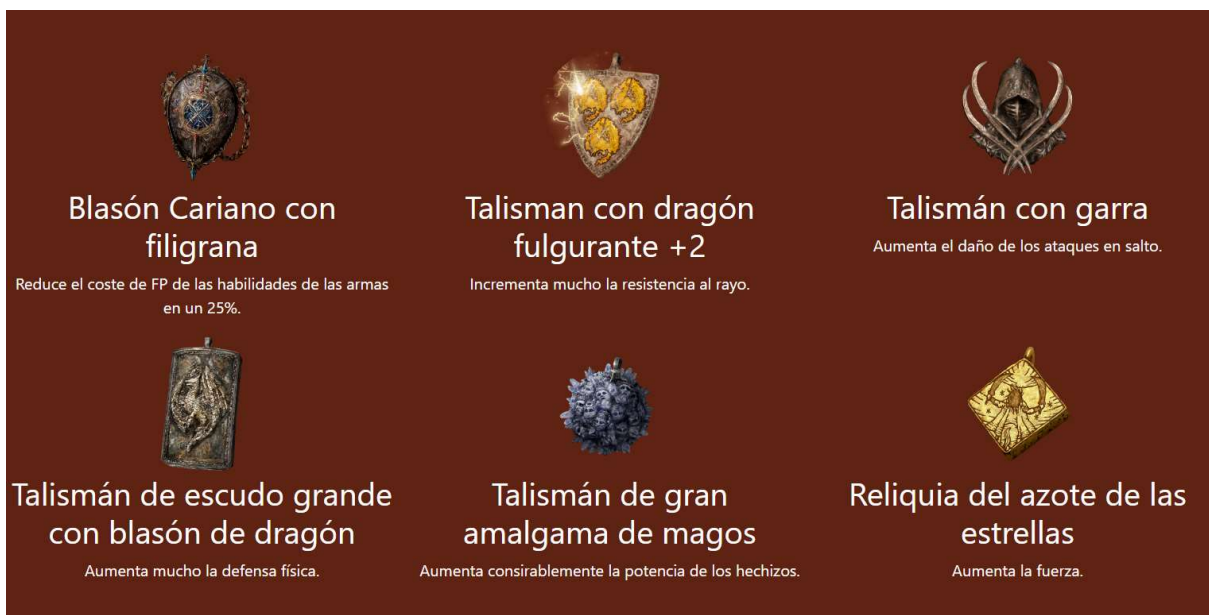 Blasón Cariano con
filigrana
Reduce el coste de FP de las habilidades de las armas
en un 25%.
Talisman con dragón
fulgurante +2
Incrementa mucho la resistencia al rayo.
Talismán con garra
Aumenta el daño de los ataques en salto.
Talismán de escudo grande
con blasón de dragón
Aumenta mucho la defensa física.
Talismán de gran
amalgama de magos
Aumenta consirablemente la potencia de los hechizos.
Reliquia del azote de las
estrellas
Aumenta la fuerza.